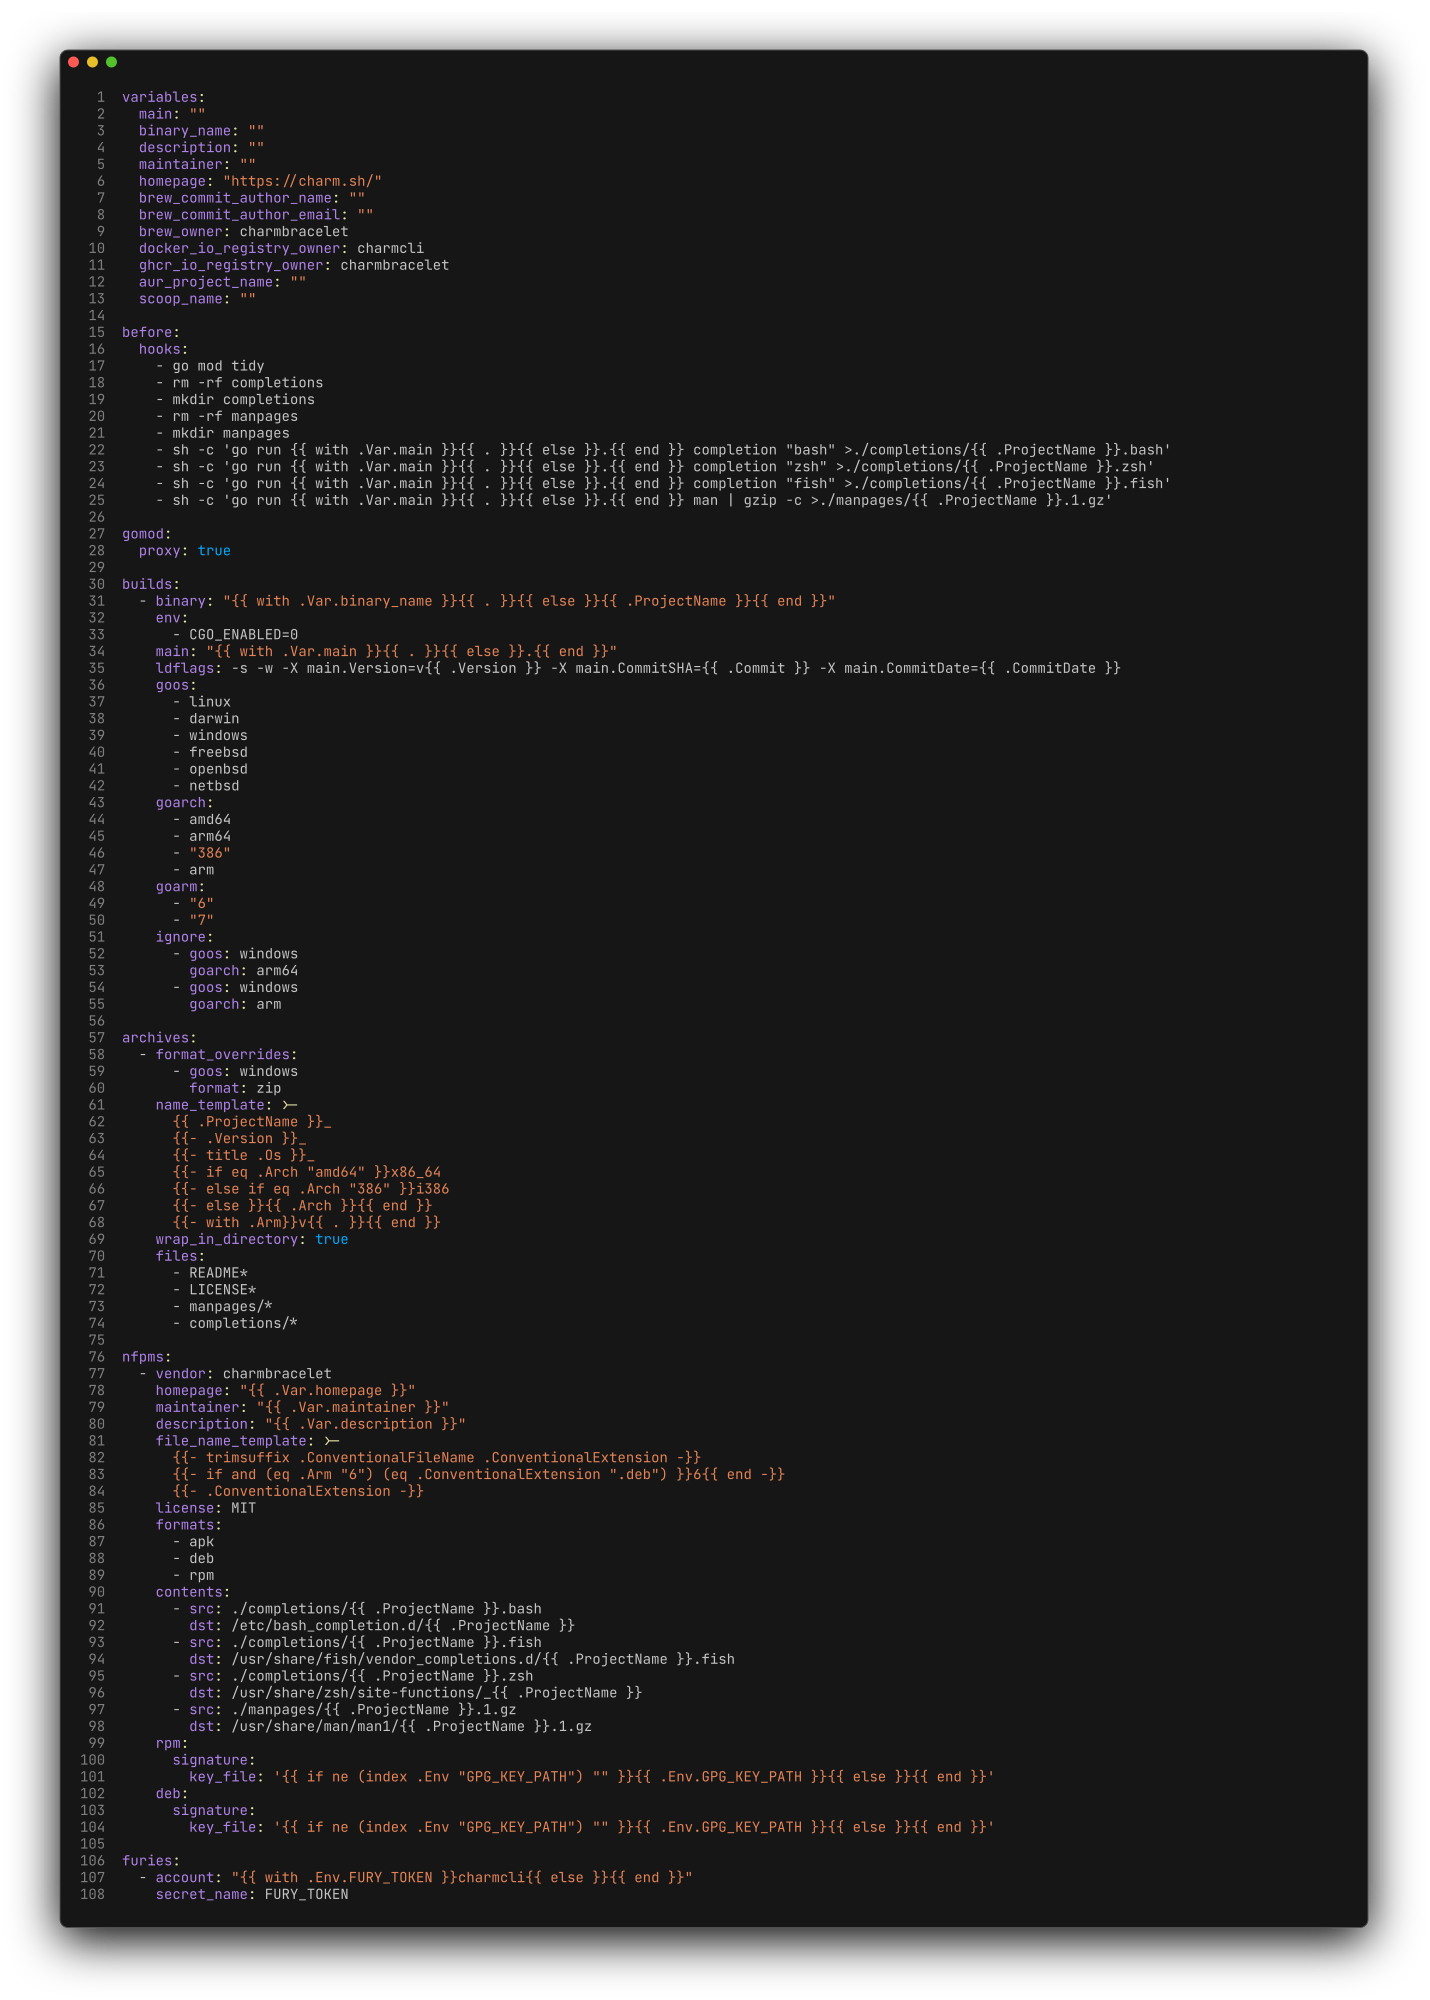 1 variables:
2   main: ""
3   binary_name: ""
4   description: ""
5   maintainer: ""
6   homepage: "https://charm.sh/"
7   brew_commit_author_name: ""
8   brew_commit_author_email: ""
9   brew_owner: charmbracelet
10   docker_io_registry_owner: charmcli
11   ghcr_io_registry_owner: charmbracelet
12   aur_project_name: ""
13   scoop_name: ""
14
15 before:
16   hooks:
17     - go mod tidy
18     - rm -rf completions
19     - mkdir completions
20     - rm -rf manpages
21     - mkdir manpages
22     - sh -c 'go run {{ with .Var.main }}{{ . }}{{ else }}.{{ end }} completion "bash" >./completions/{{ .ProjectName }}.bash'
23     - sh -c 'go run {{ with .Var.main }}{{ . }}{{ else }}.{{ end }} completion "zsh" >./completions/{{ .ProjectName }}.zsh'
24     - sh -c 'go run {{ with .Var.main }}{{ . }}{{ else }}.{{ end }} completion "fish" >./completions/{{ .ProjectName }}.fish'
25     - sh -c 'go run {{ with .Var.main }}{{ . }}{{ else }}.{{ end }} man | gzip -c >./manpages/{{ .ProjectName }}.1.gz'
26
27 gomod:
28   proxy: true
29
30 builds:
31   - binary: "{{ with .Var.binary_name }}{{ . }}{{ else }}{{ .ProjectName }}{{ end }}"
32     env:
33       - CGO_ENABLED=0
34     main: "{{ with .Var.main }}{{ . }}{{ else }}.{{ end }}"
35     ldflags: -s -w -X main.Version=v{{ .Version }} -X main.CommitSHA={{ .Commit }} -X main.CommitDate={{ .CommitDate }}
36     goos:
37       - linux
38       - darwin
39       - windows
40       - freebsd
41       - openbsd
42       - netbsd
43     goarch:
44       - amd64
45       - arm64
46       - "386"
47       - arm
48     goarm:
49       - "6"
50       - "7"
51     ignore:
52       - goos: windows
53         goarch: arm64
54       - goos: windows
55         goarch: arm
56
57 archives:
58   - format_overrides:
59       - goos: windows
60         format: zip
61     name_template: >-
62       {{ .ProjectName }}_
63       {{- .Version }}_
64       {{- title .Os }}_
65       {{- if eq .Arch "amd64" }}x86_64
66       {{- else if eq .Arch "386" }}i386
67       {{- else }}{{ .Arch }}{{ end }}
68       {{- with .Arm}}v{{ . }}{{ end }}
69     wrap_in_directory: true
70     files:
71       - README*
72       - LICENSE*
73       - manpages/*
74       - completions/*
75
76 nfpms:
77   - vendor: charmbracelet
78     homepage: "{{ .Var.homepage }}"
79     maintainer: "{{ .Var.maintainer }}"
80     description: "{{ .Var.description }}"
81     file_name_template: >-
82       {{- trimsuffix .ConventionalFileName .ConventionalExtension -}}
83       {{- if and (eq .Arm "6") (eq .ConventionalExtension ".deb") }}6{{ end -}}
84       {{- .ConventionalExtension -}}
85     license: MIT
86     formats:
87       - apk
88       - deb
89       - rpm
90     contents:
91       - src: ./completions/{{ .ProjectName }}.bash
92         dst: /etc/bash_completion.d/{{ .ProjectName }}
93       - src: ./completions/{{ .ProjectName }}.fish
94         dst: /usr/share/fish/vendor_completions.d/{{ .ProjectName }}.fish
95       - src: ./completions/{{ .ProjectName }}.zsh
96         dst: /usr/share/zsh/site-functions/_{{ .ProjectName }}
97       - src: ./manpages/{{ .ProjectName }}.1.gz
98         dst: /usr/share/man/man1/{{ .ProjectName }}.1.gz
99     rpm:
100       signature:
101         key_file: '{{ if ne (index .Env "GPG_KEY_PATH") "" }}{{ .Env.GPG_KEY_PATH }}{{ else }}{{ end }}'
102     deb:
103       signature:
104         key_file: '{{ if ne (index .Env "GPG_KEY_PATH") "" }}{{ .Env.GPG_KEY_PATH }}{{ else }}{{ end }}'
105
106 furies:
107   - account: "{{ with .Env.FURY_TOKEN }}charmcli{{ else }}{{ end }}"
108     secret_name: FURY_TOKEN